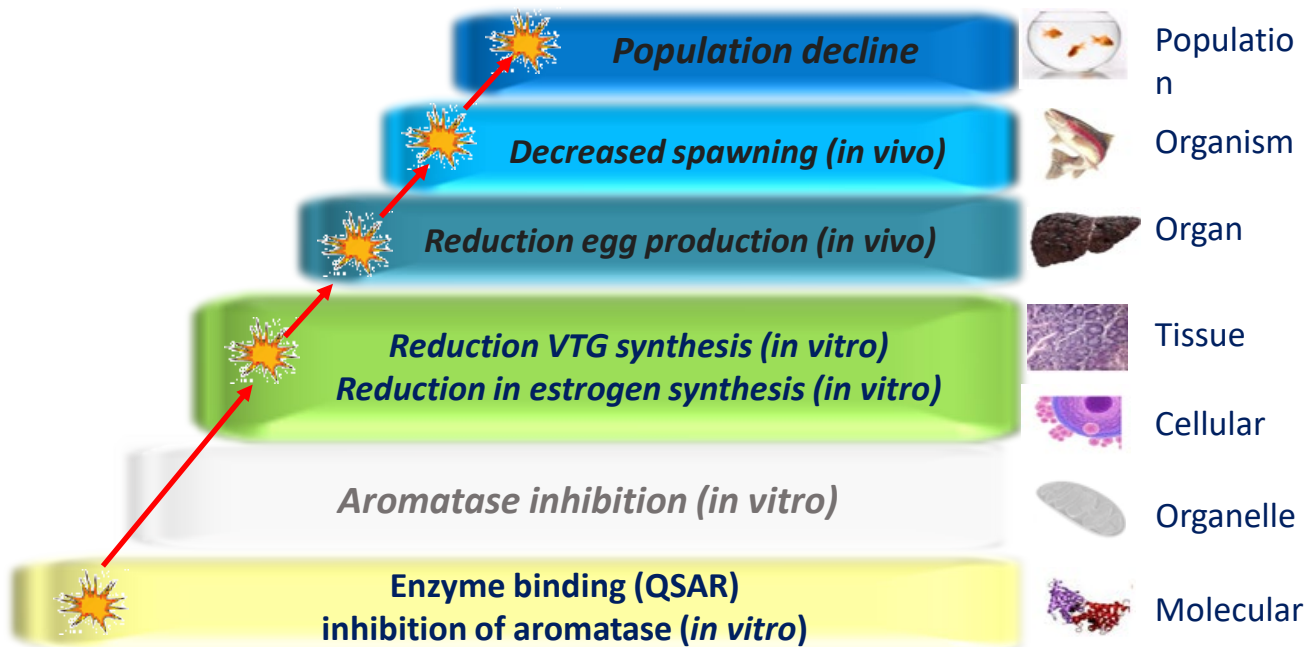 Population decline
Populatio
n
Decreased spawning (in vivo)
Organism
Reduction egg production (in vivo)
Organ
Reduction VTG synthesis (in vitro)
Reduction in estrogen synthesis (in vitro)
Tissue
Cellular
Aromatase inhibition (in vitro)
Organelle
Enzyme binding (QSAR)
inhibition of aromatase (in vitro)
Molecular